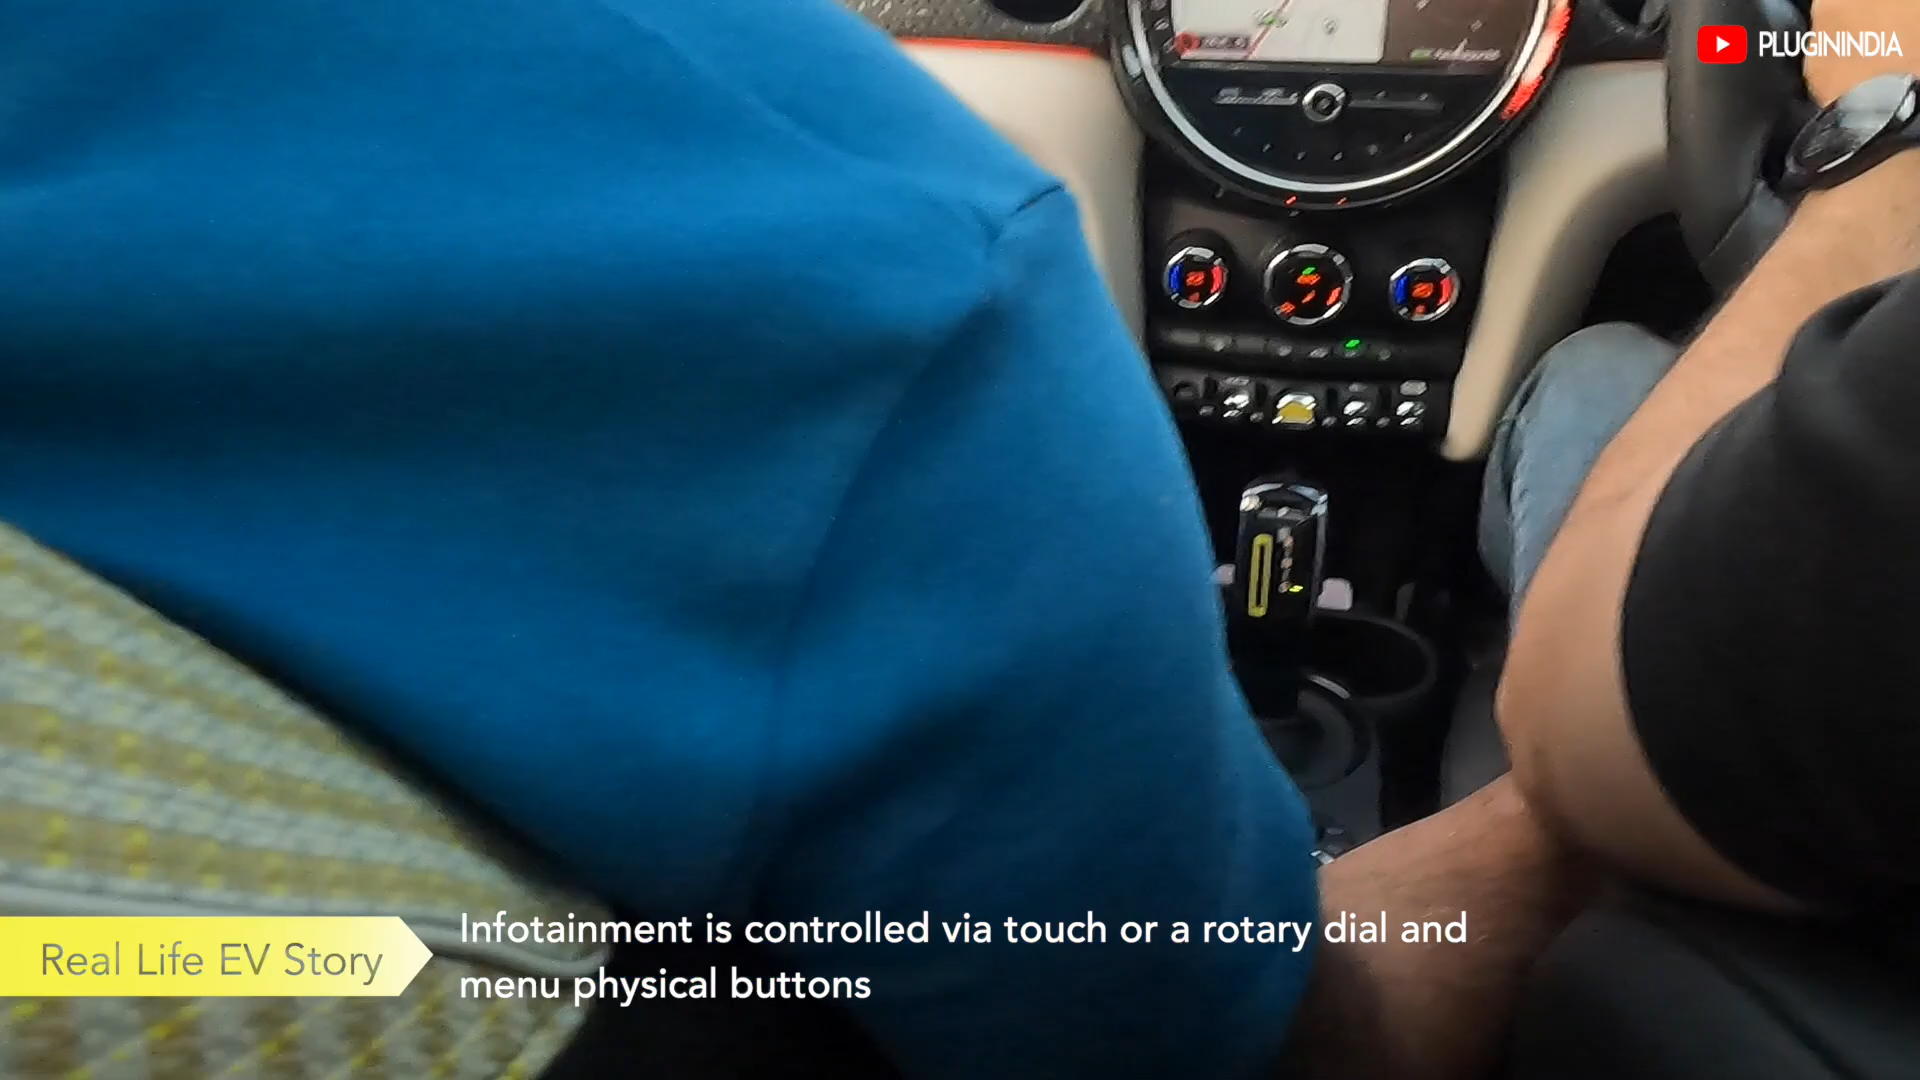 PLUGININDIA
Real Life EV Story
Infotainment is controlled via touch or a rotary dial and
menu physical buttons